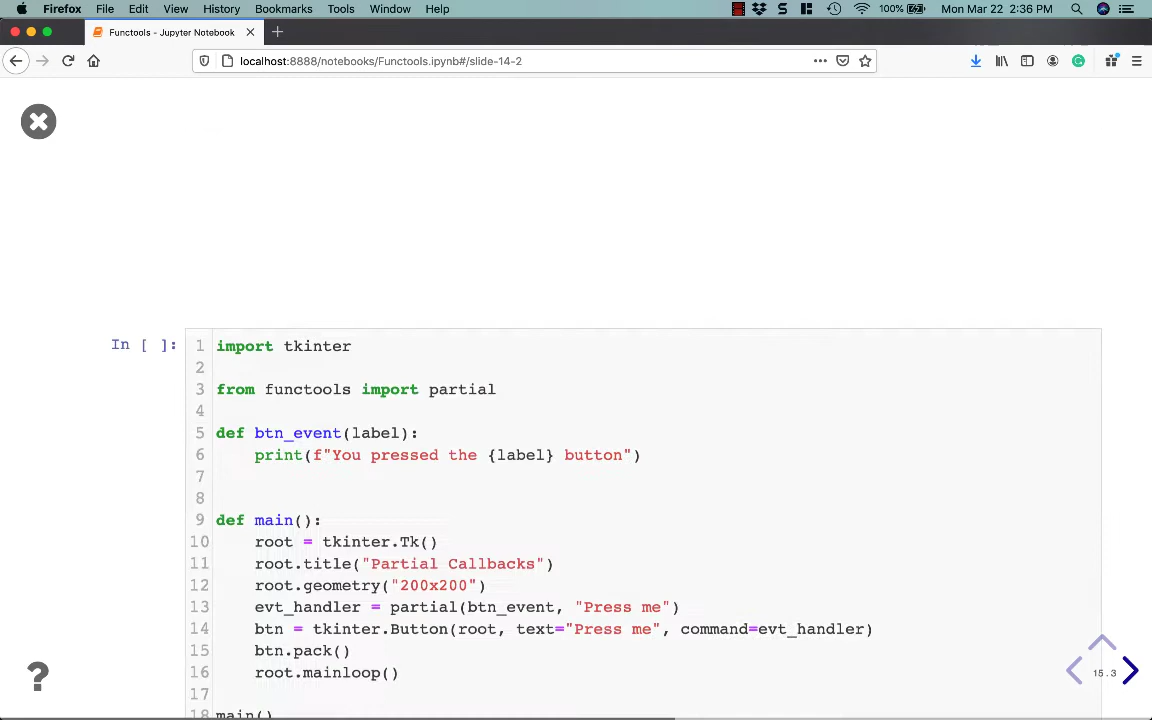 Firefox File Edit View History Bookmarks Tools Window Help 100% Mon Mar 22 2:36 PM
Functools - Jupyter Notebook
localhost:8888/notebooks/Functools.ipynb#/slide-14-2
In [ ]:
1 import tkinter
2
3 from functools import partial
4
5 def btn_event(label):
6     print(f"You pressed the {label} button")
7
8
9 def main():
10     root = tkinter.Tk()
11     root.title("Partial Callbacks")
12     root.geometry("200x200")
13     evt_handler = partial(btn_event, "Press me")
14     btn = tkinter.Button(root, text="Press me", command=evt_handler)
15     btn.pack()
16     root.mainloop()
17
18 main()
15.3
?